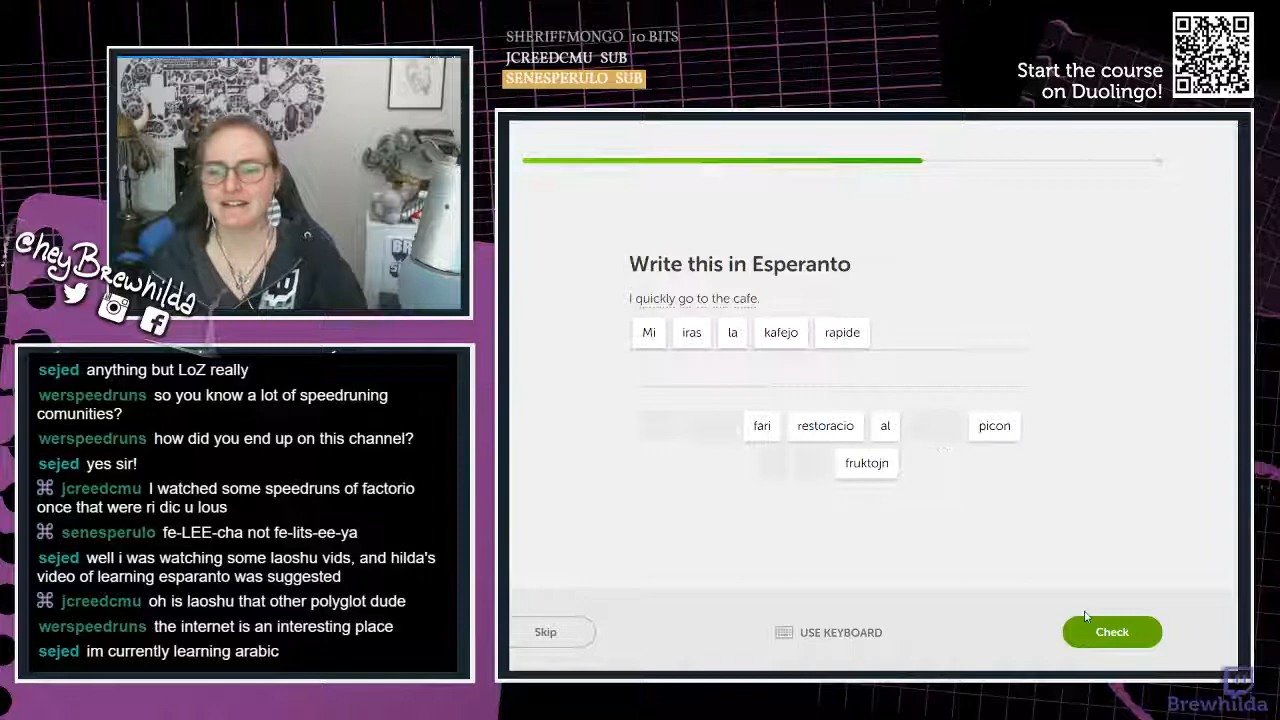 SHERIFFMONGO 10 BITS
JCREEDCMU SUB
SENESPERULO SUB
Start the course
on Duolingo!
@heyBrewhilda
Write this in Esperanto
I quickly go to the cafe.
Mi iras la kafejo rapide
fari restoracio al picon
fruktojn
Skip
USE KEYBOARD
Check
sejed anything but LoZ really
werspeedruns so you know a lot of speedruning
comunities?
werspeedruns how did you end up on this channel?
sejed yes sir!
jcreedcmu I watched some speedruns of factorio
once that were ri dic u lous
senesperulo fe-LEE-cha not fe-lits-ee-ya
sejed well i was watching some laoshu vids, and hilda's
video of learning esparanto was suggested
jcreedcmu oh is laoshu that other polyglot dude
werspeedruns the internet is an interesting place
sejed im currently learning arabic
Brewhilda